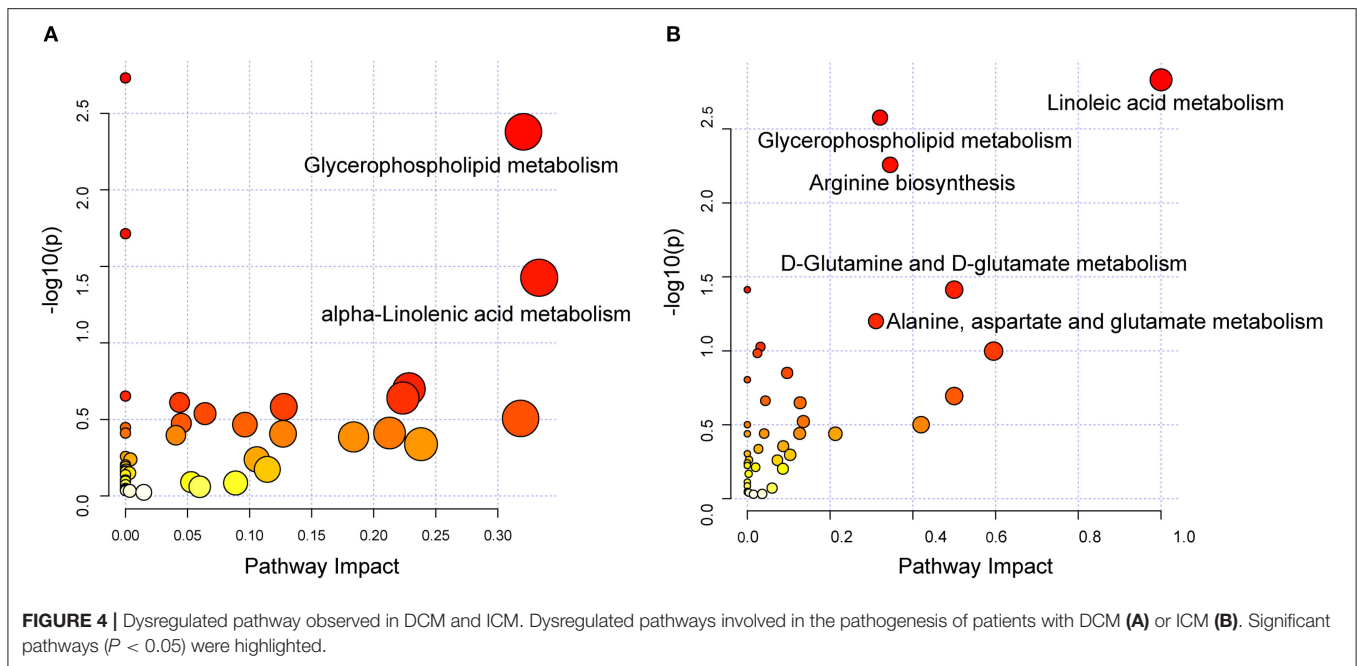 A
2.5
2.0
1.5
1.0
0.5
0.0
-log10(p)
Glycerophospholipid metabolism
alpha-Linolenic acid metabolism
0.00 0.05 0.10 0.15 0.20 0.25 0.30
Pathway Impact
B
2.5
2.0
1.5
1.0
0.5
0.0
-log10(p)
Linoleic acid metabolism
Glycerophospholipid metabolism
Arginine biosynthesis
D-Glutamine and D-glutamate metabolism
Alanine, aspartate and glutamate metabolism
0.0 0.2 0.4 0.6 0.8 1.0
Pathway Impact
FIGURE 4 | Dysregulated pathway observed in DCM and ICM. Dysregulated pathways involved in the pathogenesis of patients with DCM (A) or ICM (B). Significant
pathways (P < 0.05) were highlighted.